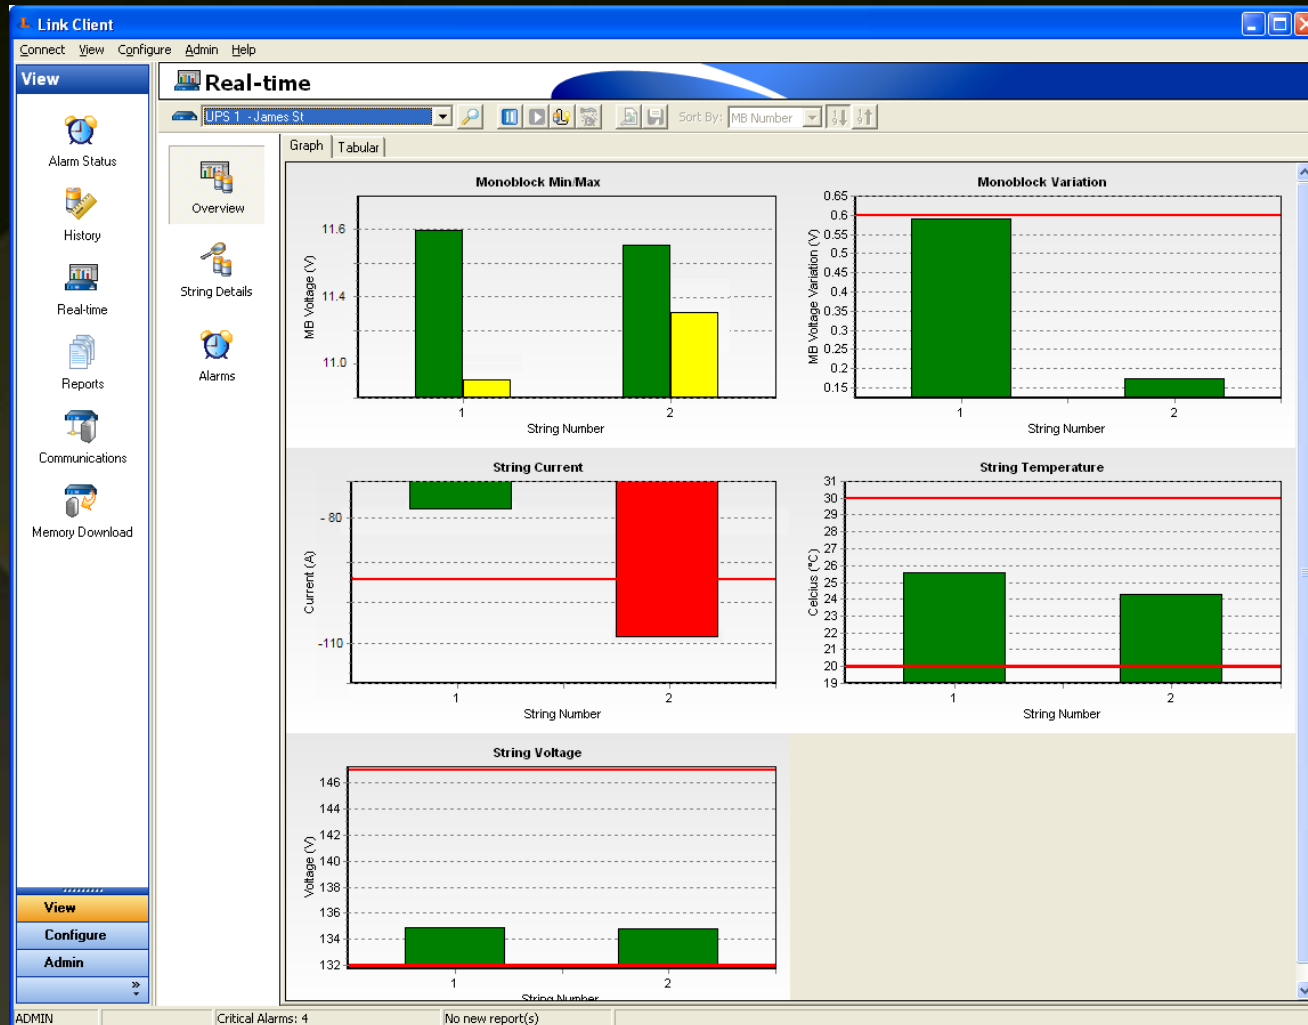 Link Client
Connect View Configure Admin Help
View
Real-time
UPS 1 - James St
Sort By: MB Number
Alarm Status
History
Real-time
Reports
Communications
Memory Download
View
Configure
Admin
Overview
String Details
Alarms
Graph Tabular
Monoblock Min/Max
MB Voltage (V)
11.6
11.4
11.0
1 2
String Number
Monoblock Variation
MB Voltage Variation (V)
0.65
0.6
0.55
0.5
0.45
0.4
0.35
0.3
0.25
0.2
0.15
1 2
String Number
String Current
Current (A)
- 80
-110
1 2
String Number
String Temperature
Celcius (°C)
31
30
29
28
27
26
25
24
23
22
21
20
19
1 2
String Number
String Voltage
Voltage (V)
146
144
142
140
138
136
134
132
1 2
String Number
ADMIN Critical Alarms: 4 No new report(s)